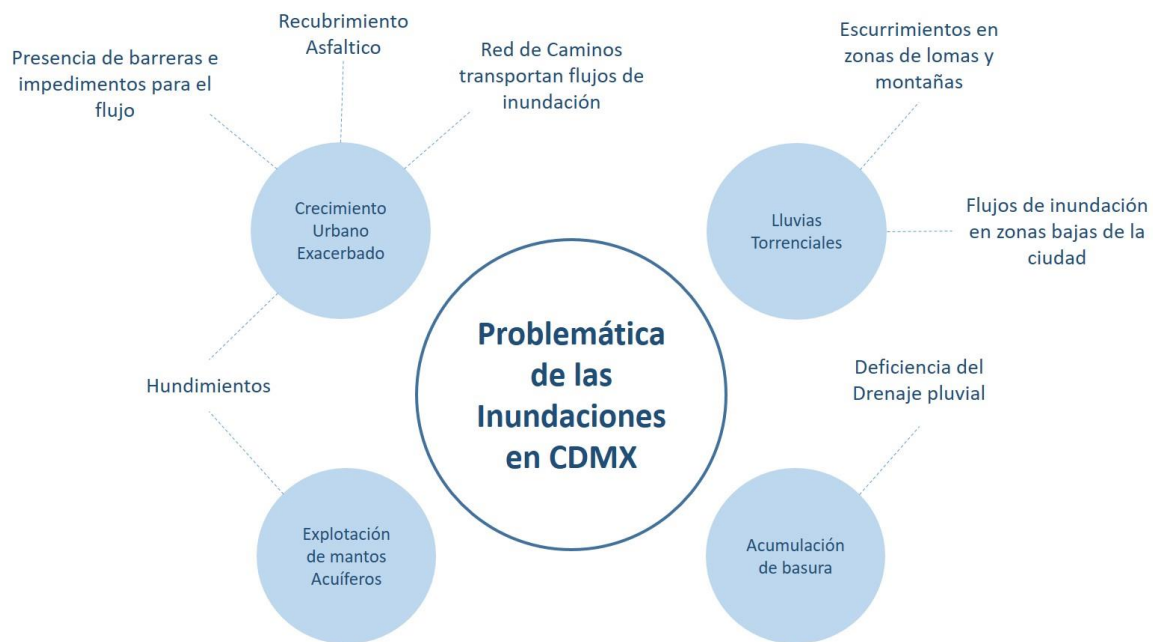 Presencia de barreras e
impedimentos para el
flujo
Recubrimiento
Asfaltico
Red de Caminos
transportan flujos de
inundación
Escurrimientos en
zonas de lomas y
montañas
Crecimiento
Urbano
Exacerbado
Lluvias
Torrenciales
Flujos de inundación
en zonas bajas de la
ciudad
Problemática
de las
Inundaciones
en CDMX
Hundimientos
Deficiencia del
Drenaje pluvial
Explotación
de mantos
Acuíferos
Acumulación
de basura